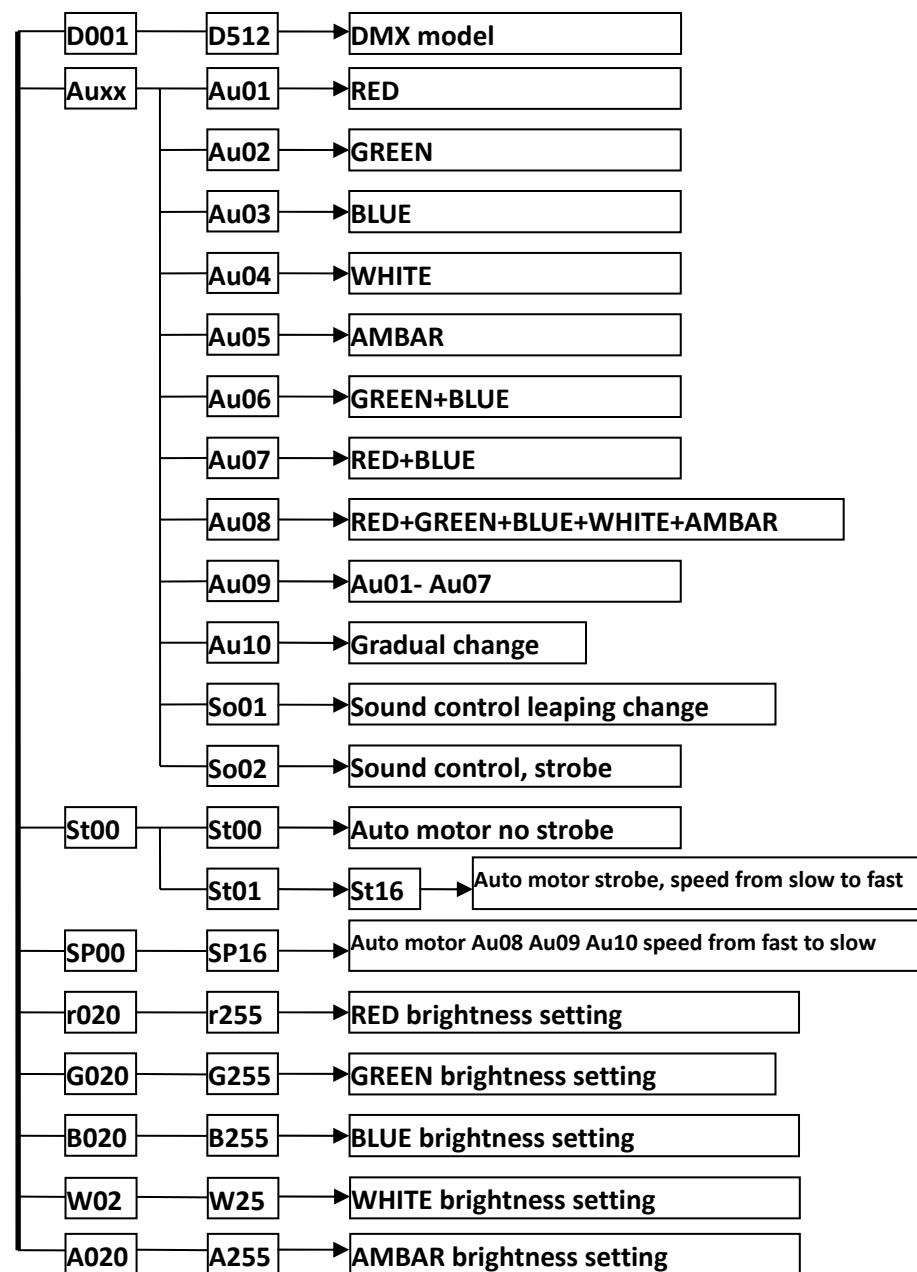 D001 D512 DMX model
Auxx Au01 RED
Au02 GREEN
Au03 BLUE
Au04 WHITE
Au05 AMBAR
Au06 GREEN+BLUE
Au07 RED+BLUE
Au08 RED+GREEN+BLUE+WHITE+AMBAR
Au09 Au01- Au07
Au10 Gradual change
So01 Sound control leaping change
So02 Sound control, strobe
St00 St00 Auto motor no strobe
St01 St16 Auto motor strobe, speed from slow to fast
SP00 SP16 Auto motor Au08 Au09 Au10 speed from fast to slow
r020 r255 RED brightness setting
G020 G255 GREEN brightness setting
B020 B255 BLUE brightness setting
W02 W25 WHITE brightness setting
A020 A255 AMBAR brightness setting